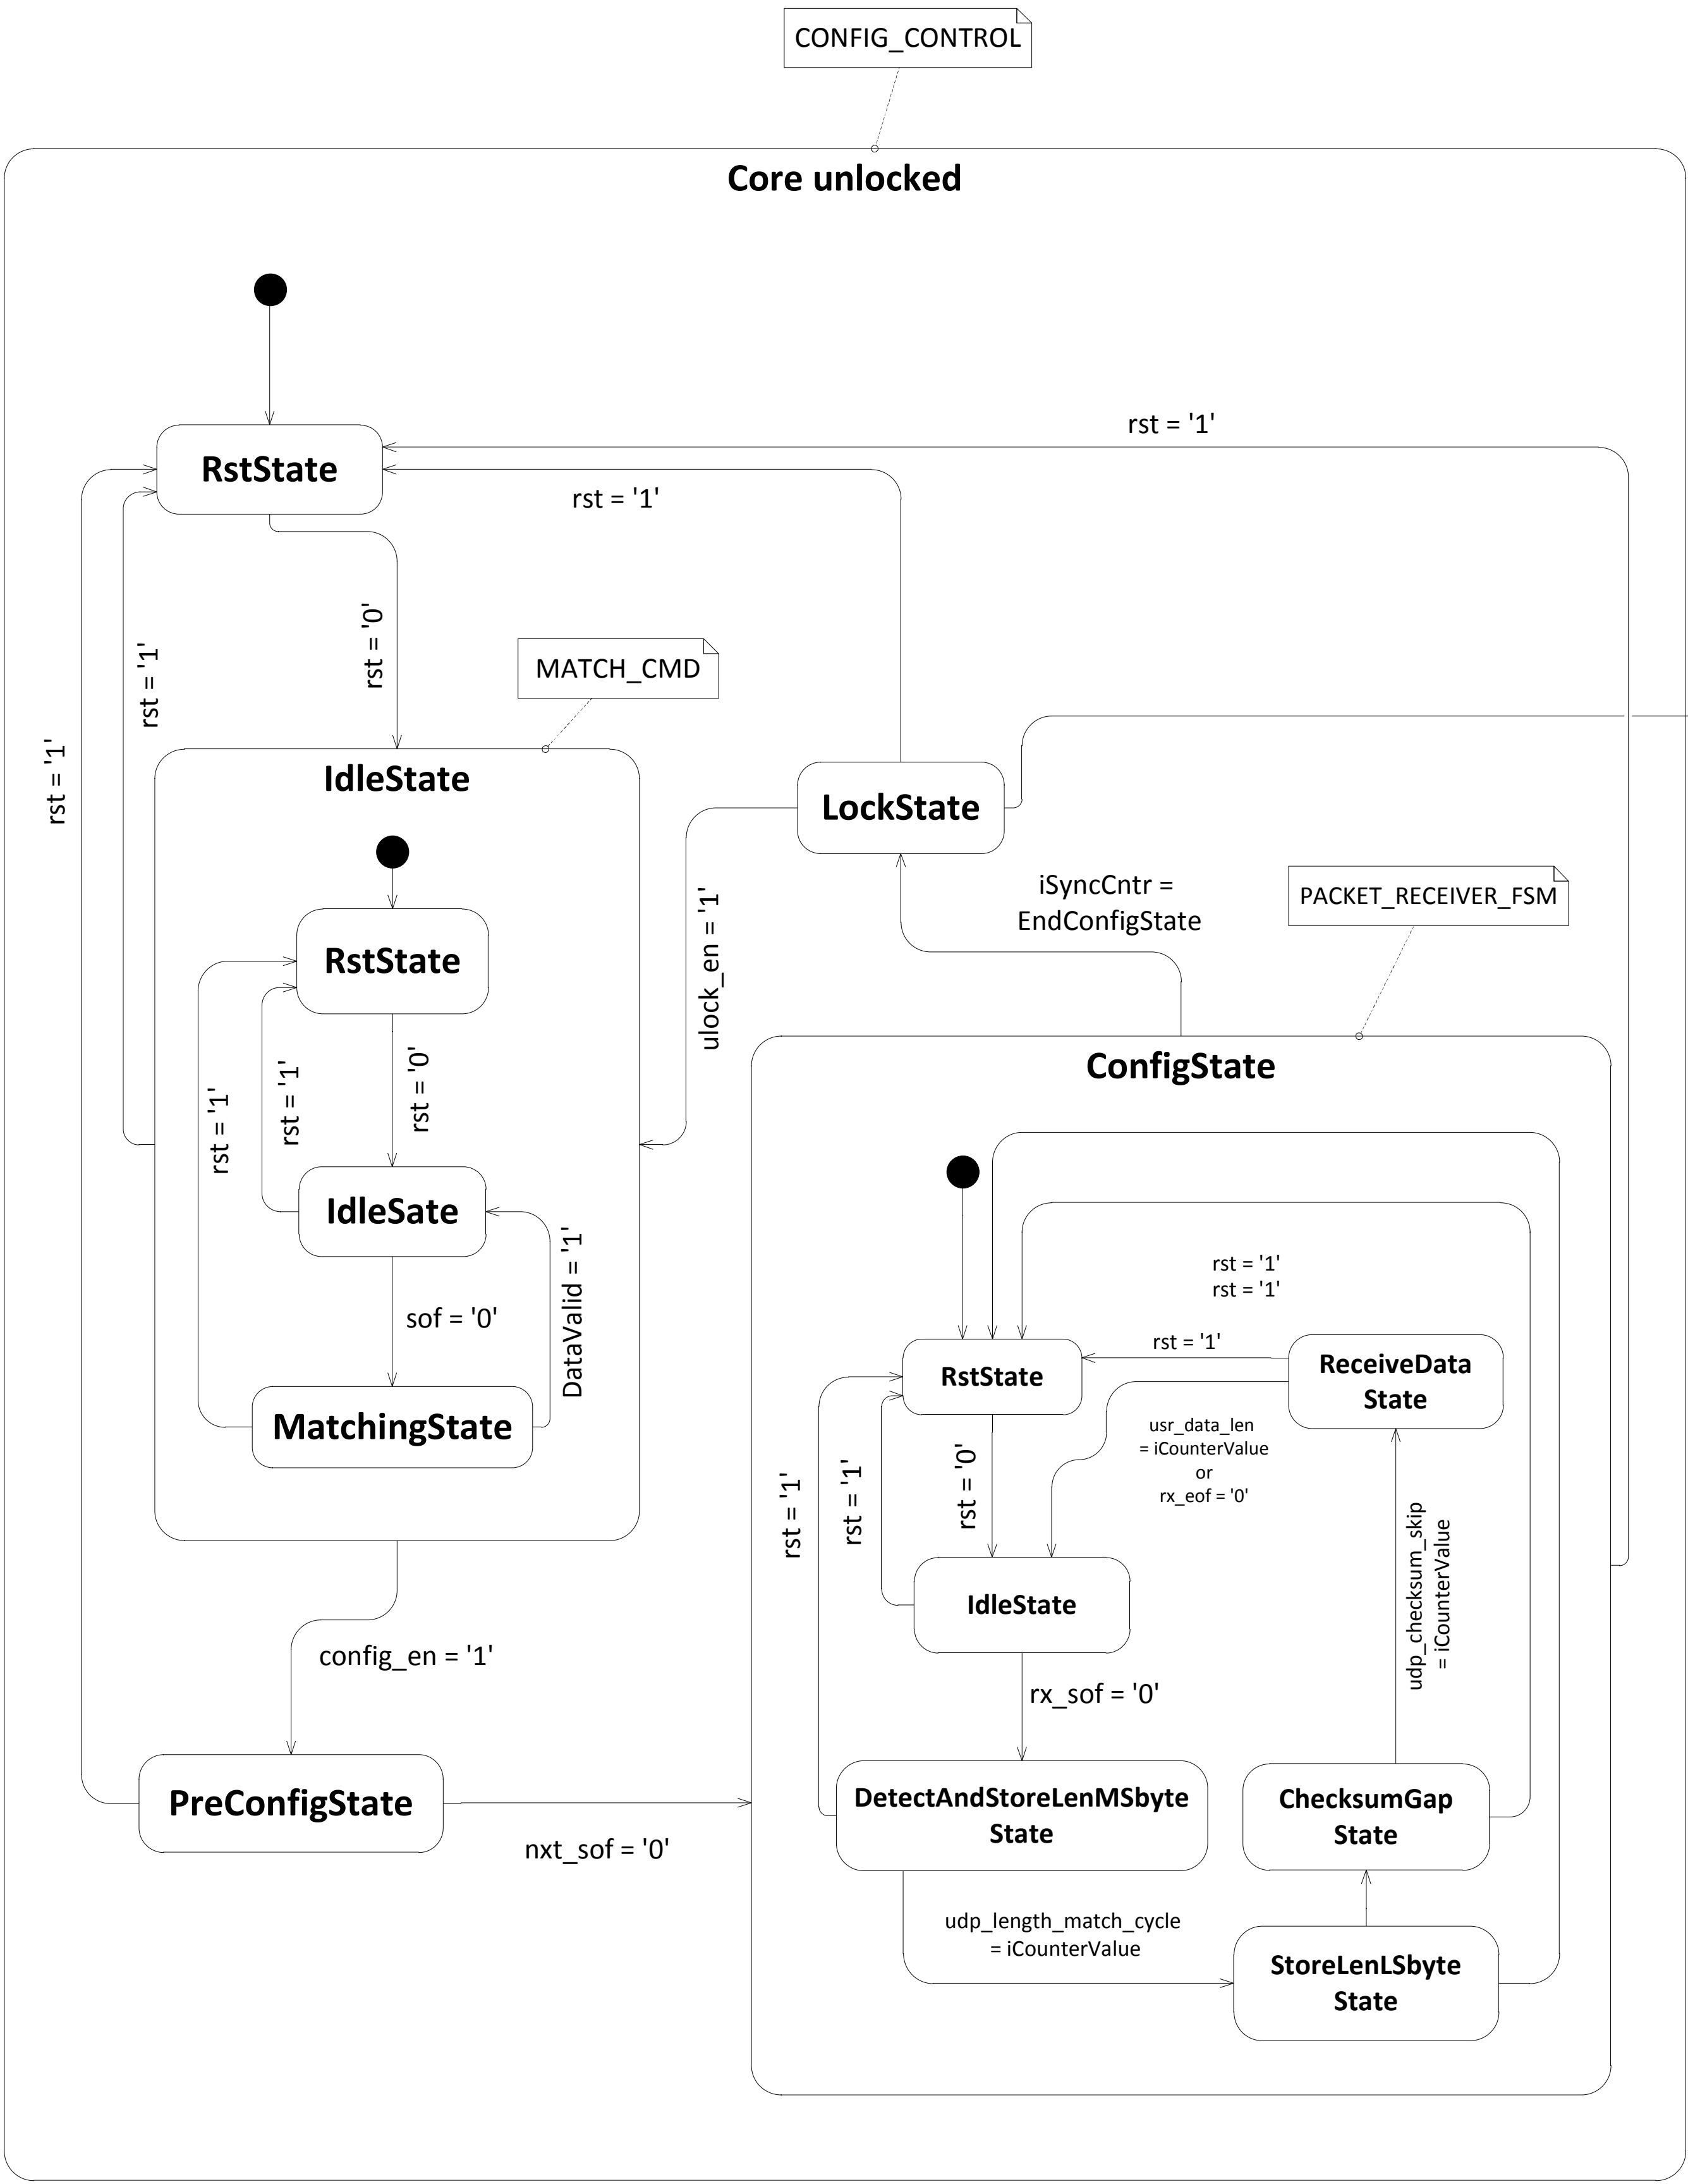 CONFIG_CONTROL
Core unlocked
rst = '1'
RstState
rst = '1'
rst = '0'
rst = '1'
rst = '1'
MATCH_CMD
IdleState
LockState
iSyncCntr =
EndConfigState
PACKET_RECEIVER_FSM
ulock_en = '1'
RstState
rst = '1'
rst = '1'
rst = '0'
IdleSate
sof = '0'
DataValid = '1'
MatchingState
ConfigState
rst = '1'
rst = '1'
rst = '1'
RstState
ReceiveData
State
usr_data_len
= iCounterValue
or
rx_eof = '0'
rst = '1'
rst = '1'
rst = '0'
udp_checksum_skip
= iCounterValue
IdleState
rx_sof = '0'
config_en = '1'
PreConfigState
nxt_sof = '0'
DetectAndStoreLenMSbyte
State
ChecksumGap
State
udp_length_match_cycle
= iCounterValue
StoreLenLSbyte
State